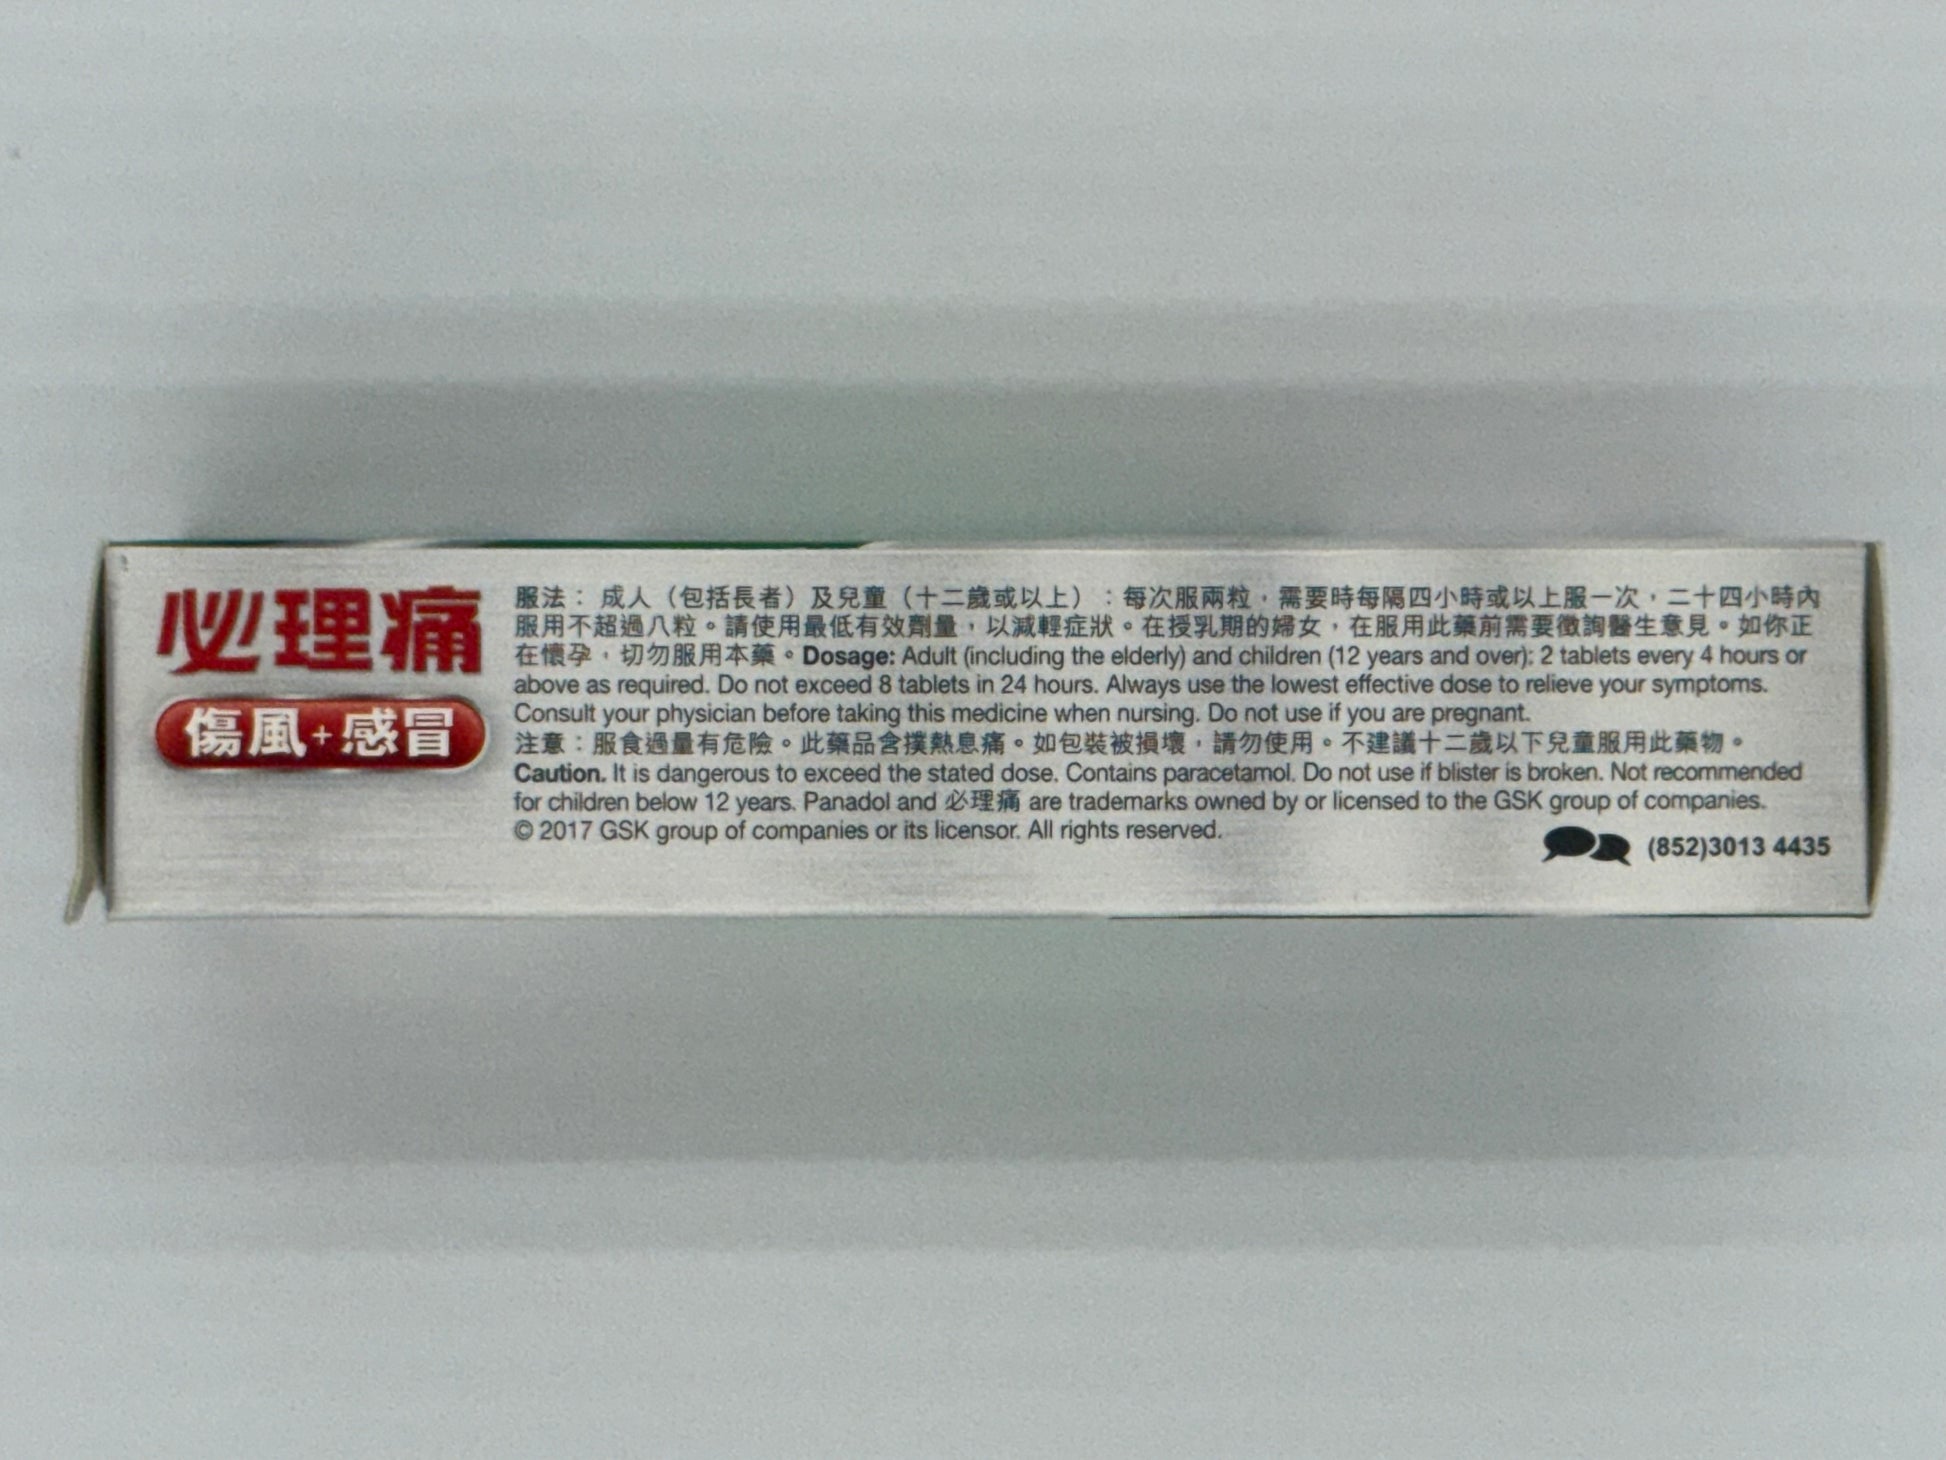 必理痛
傷風+感冒
服法：成人（包括長者）及兒童（十二歲或以上）：每次服兩粒，需要時每隔四小時或以上服一次，二十四小時內
服用不超過八粒。請使用最低有效劑量，以減輕症狀。在授乳期的婦女，在服用此藥前需要徵詢醫生意見。如你正
在懷孕，切勿服用本藥。Dosage: Adult (including the elderly) and children (12 years and over): 2 tablets every 4 hours or
above as required. Do not exceed 8 tablets in 24 hours. Always use the lowest effective dose to relieve your symptoms.
Consult your physician before taking this medicine when nursing. Do not use if you are pregnant.
注意：服食過量有危險。此藥品含撲熱息痛。如包裝被損壞，請勿使用。不建議十二歲以下兒童服用此藥物。
Caution. It is dangerous to exceed the stated dose. Contains paracetamol. Do not use if blister is broken. Not recommended
for children below 12 years. Panadol and 必理痛 are trademarks owned by or licensed to the GSK group of companies.
© 2017 GSK group of companies or its licensor. All rights reserved.
(852)3013 4435